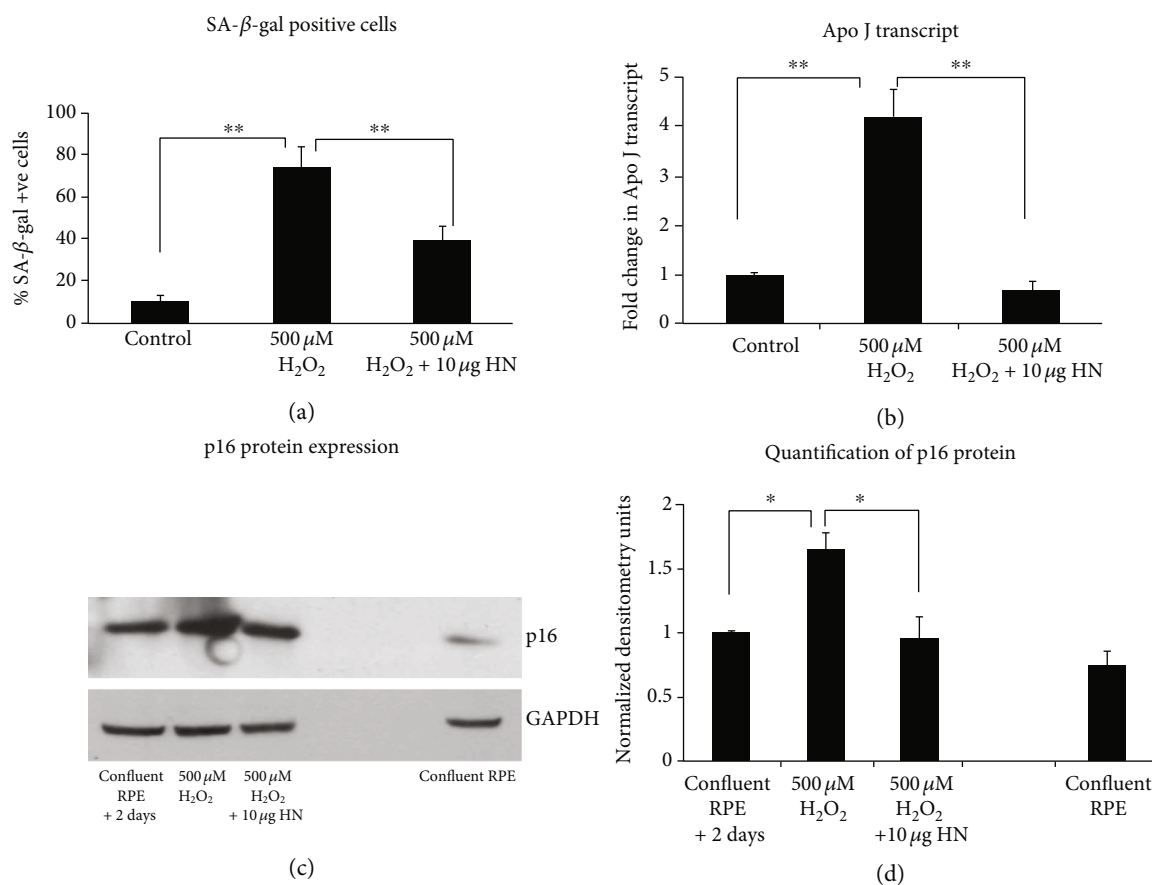 SA-β-gal positive cells
% SA-β-gal +ve cells
100
80
60
40
20
0
**
**
Control
500 μM
H₂O₂
500 μM
H₂O₂ + 10 μg HN
(a)
Apo J transcript
Fold change in Apo J transcript
5
4
3
2
1
0
**
**
Control
500 μM
H₂O₂
500 μM
H₂O₂ + 10 μg HN
(b)
p16 protein expression
p16
GAPDH
Confluent
RPE
+ 2 days
500 μM
H₂O₂
500 μM
H₂O₂
+ 10 μg HN
Confluent RPE
(c)
Quantification of p16 protein
Normalized densitometry units
2
1.5
1
0.5
0
*
*
Confluent
RPE
+ 2 days
500 μM
H₂O₂
500 μM
H₂O₂
+10 μg HN
Confluent
RPE
(d)